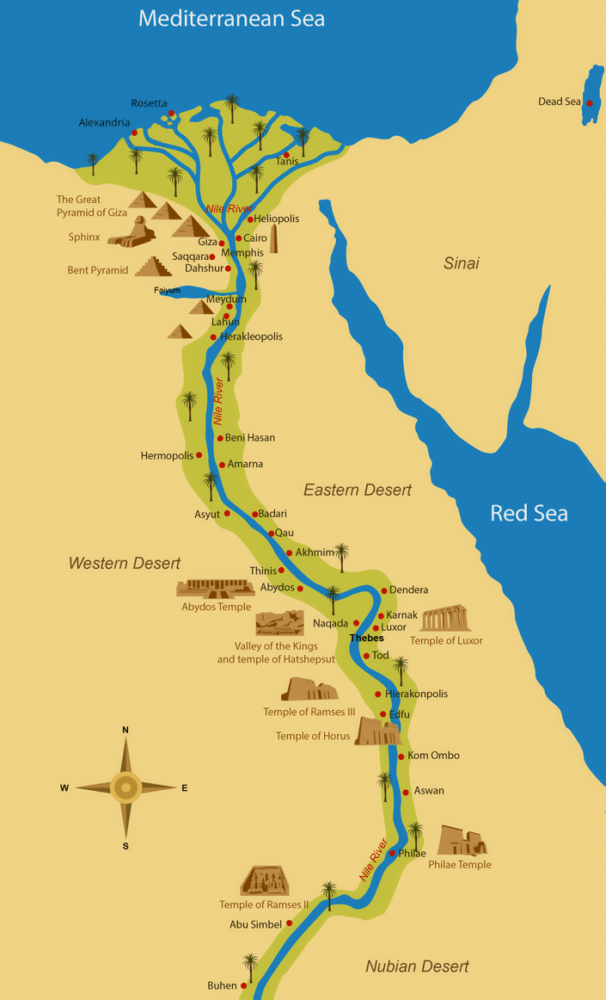 Mediterranean Sea
Rosetta
Dead Sea
Alexandria
Tanis
The Great
Pyramid of Giza
Nile River
Heliopolis
Sphinx
Giza
Cairo
Memphis
Saqqara
Sinai
Bent Pyramid
Dahshur
Faiyum
Meydum
Lahun
Herakleopolis
Nile River
Beni Hasan
Hermopolis
Amarna
Eastern Desert
Asyut
Badari
Red Sea
Qau
Akhmim
Western Desert
Thinis
Abydos
Dendera
Abydos Temple
Karnak
Naqada
Luxor
Thebes
Temple of Luxor
Valley of the Kings
and temple of Hatshepsut
Tod
Hierakonpolis
Temple of Ramses III
Edfu
N
Temple of Horus
Kom Ombo
W
E
Aswan
S
Nile River
Philae
Philae Temple
Temple of Ramses II
Abu Simbel
Nubian Desert
Buhen